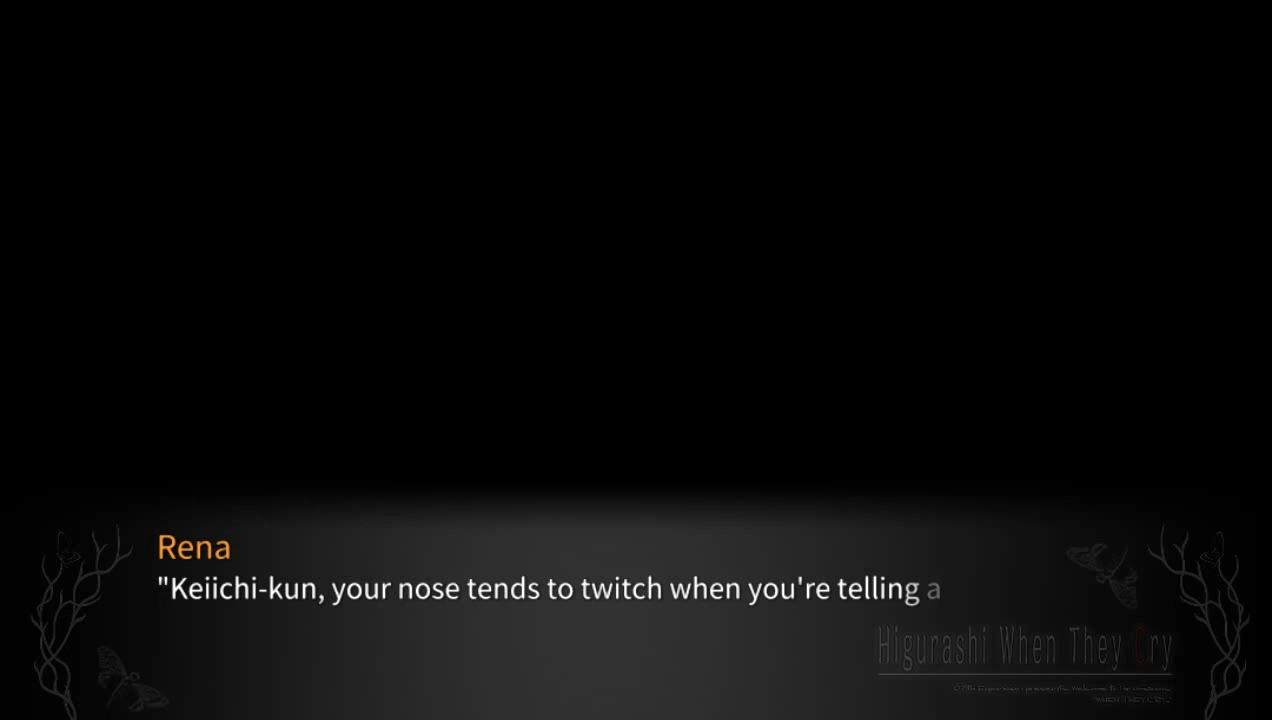 Rena
"Keiichi-kun, your nose tends to twitch when you're telling a
Higurashi When They Cry